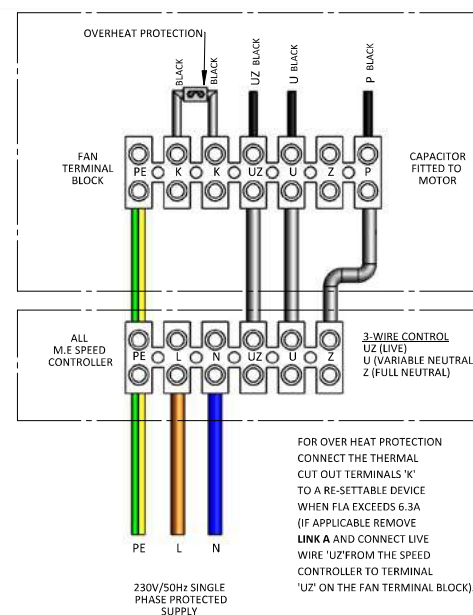 OVERHEAT PROTECTION
BLACK
BLACK
UZ BLACK
U BLACK
P BLACK
FAN
TERMINAL
BLOCK
PE K K UZ U Z P
CAPACITOR
FITTED TO
MOTOR
ALL
M.E SPEED
CONTROLLER
PE L N UZ U Z
3-WIRE CONTROL
UZ (LIVE)
U (VARIABLE NEUTRAL
Z (FULL NEUTRAL)
FOR OVER HEAT PROTECTION
CONNECT THE THERMAL
CUT OUT TERMINALS 'K'
TO A RE-SETTABLE DEVICE
WHEN FLA EXCEEDS 6.3A
(IF APPLICABLE REMOVE
LINK A AND CONNECT LIVE
WIRE 'UZ'FROM THE SPEED
CONTROLLER TO TERMINAL
'UZ' ON THE FAN TERMINAL BLOCK).
PE L N
230V/50Hz SINGLE
PHASE PROTECTED
SUPPLY